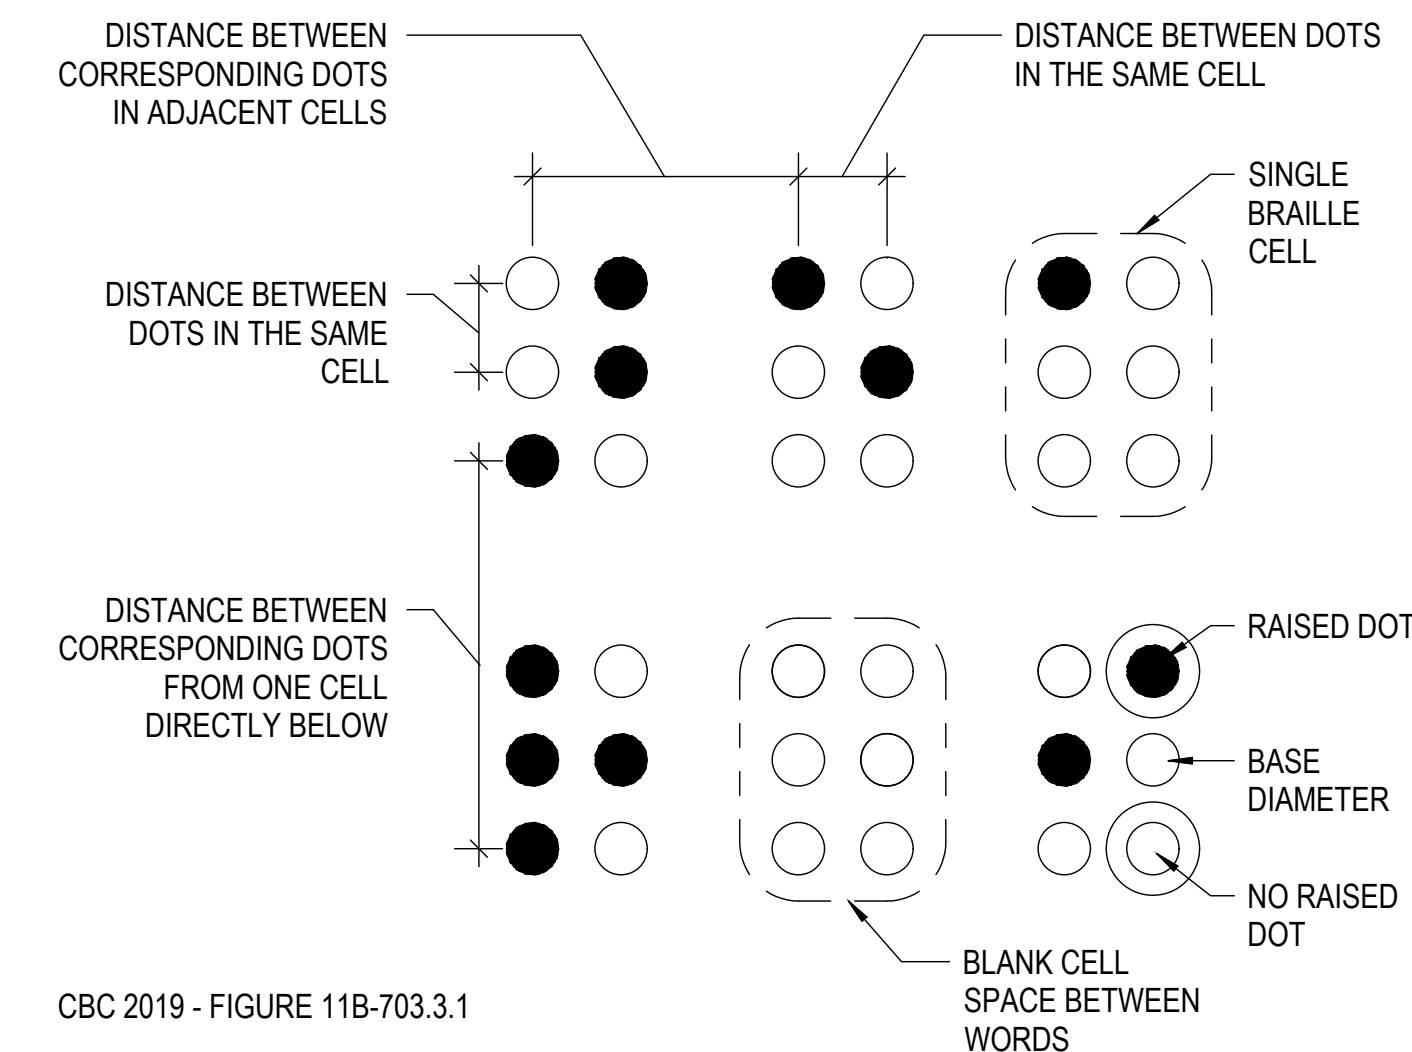 DISTANCE BETWEEN
CORRESPONDING DOTS
IN ADJACENT CELLS
DISTANCE BETWEEN DOTS
IN THE SAME CELL
SINGLE
BRAILLE
CELL
DISTANCE BETWEEN
DOTS IN THE SAME
CELL
DISTANCE BETWEEN
CORRESPONDING DOTS
FROM ONE CELL
DIRECTLY BELOW
RAISED DOT
BASE
DIAMETER
NO RAISED
DOT
BLANK CELL
SPACE BETWEEN
WORDS
CBC 2019 - FIGURE 11B-703.3.1